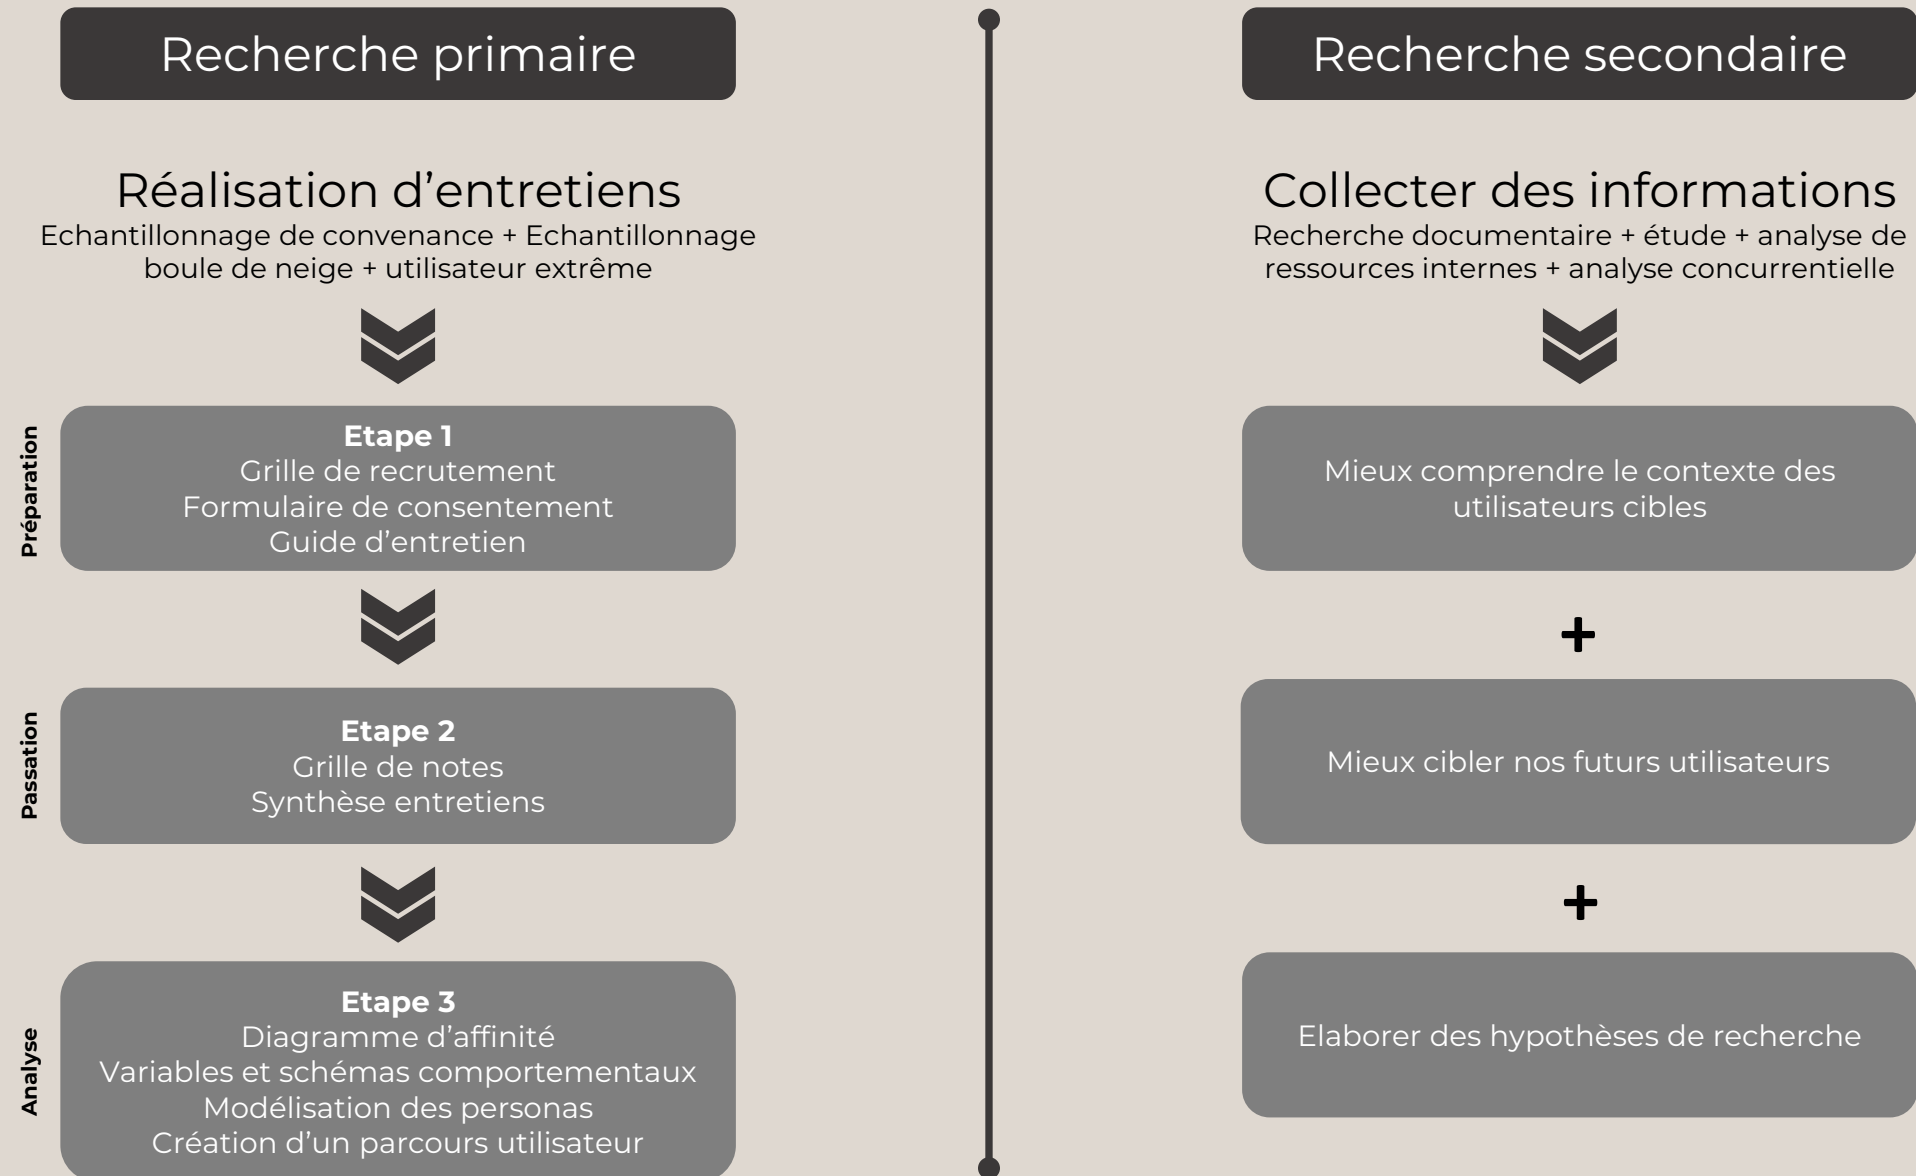 Recherche primaire
Réalisation d’entretiens
Echantillonnage de convenance + Echantillonnage
boule de neige + utilisateur extrême
Préparation
Etape 1
Grille de recrutement
Formulaire de consentement
Guide d’entretien
Passation
Etape 2
Grille de notes
Synthèse entretiens
Analyse
Etape 3
Diagramme d’affinité
Variables et schémas comportementaux
Modélisation des personas
Création d’un parcours utilisateur
Recherche secondaire
Collecter des informations
Recherche documentaire + étude + analyse de
ressources internes + analyse concurrentielle
Mieux comprendre le contexte des
utilisateurs cibles
+
Mieux cibler nos futurs utilisateurs
+
Elaborer des hypothèses de recherche